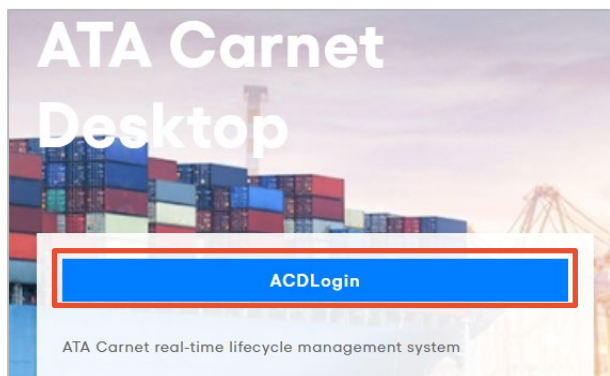 ATA Carnet
Desktop
ACDLogin
ATA Carnet real-time lifecycle management system